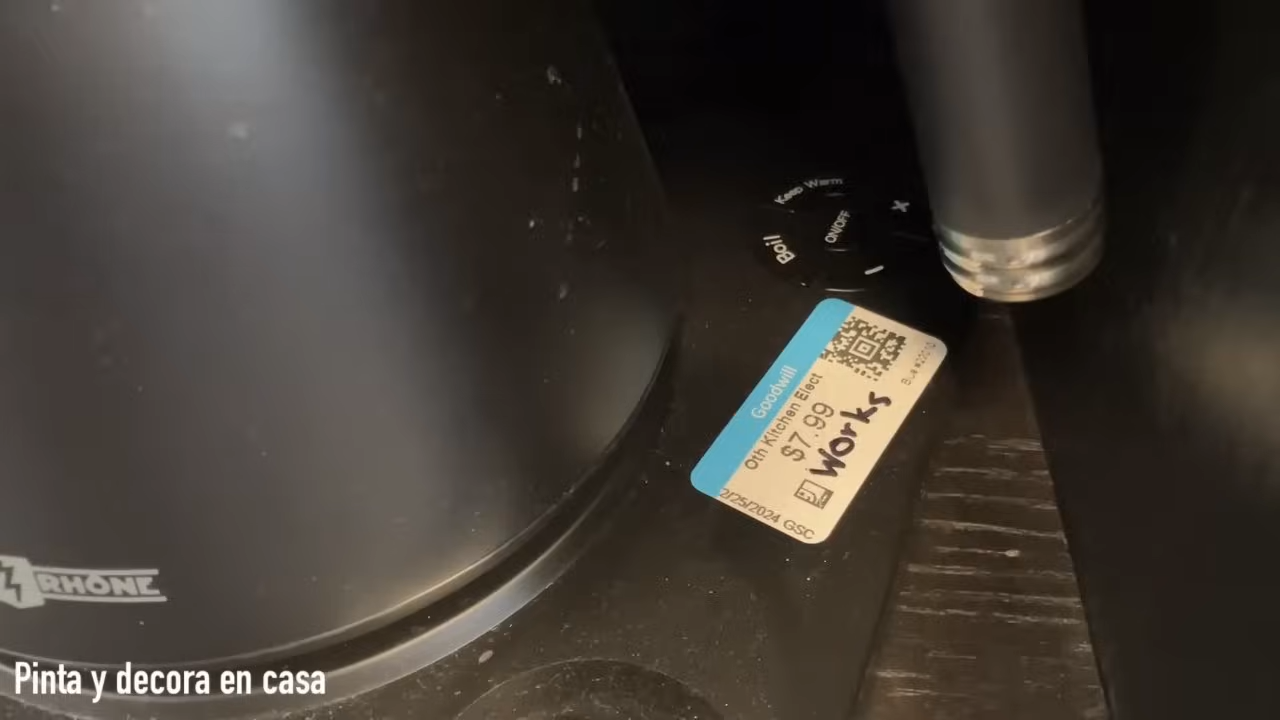 Keep Warm
+
ON/OFF
Boil
-
Goodwill
Oth Kitchen Elect
$7.99
Works
2/25/2024 GSC
RHÔNE
Pinta y decora en casa